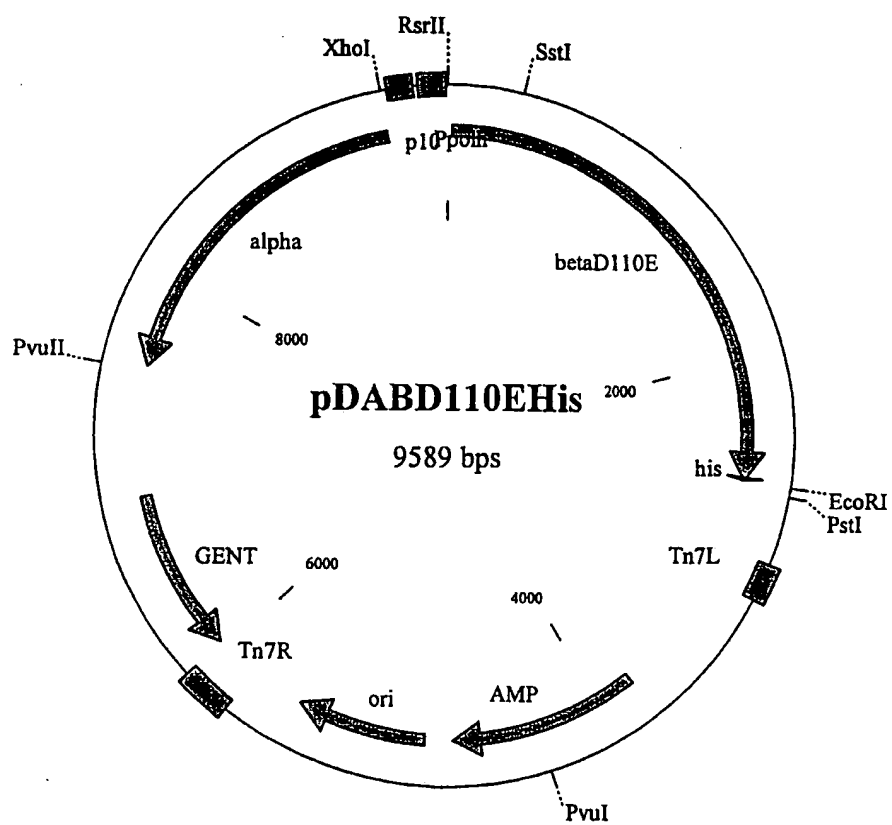 RsrII
XhoI
SstI
p10
Ppolh
alpha
betaD110E
PvuII
8000
2000
pDABD110EHis
9589 bps
his
EcoRI
PstI
GENT
6000
Tn7L
4000
Tn7R
ori
AMP
PvuI